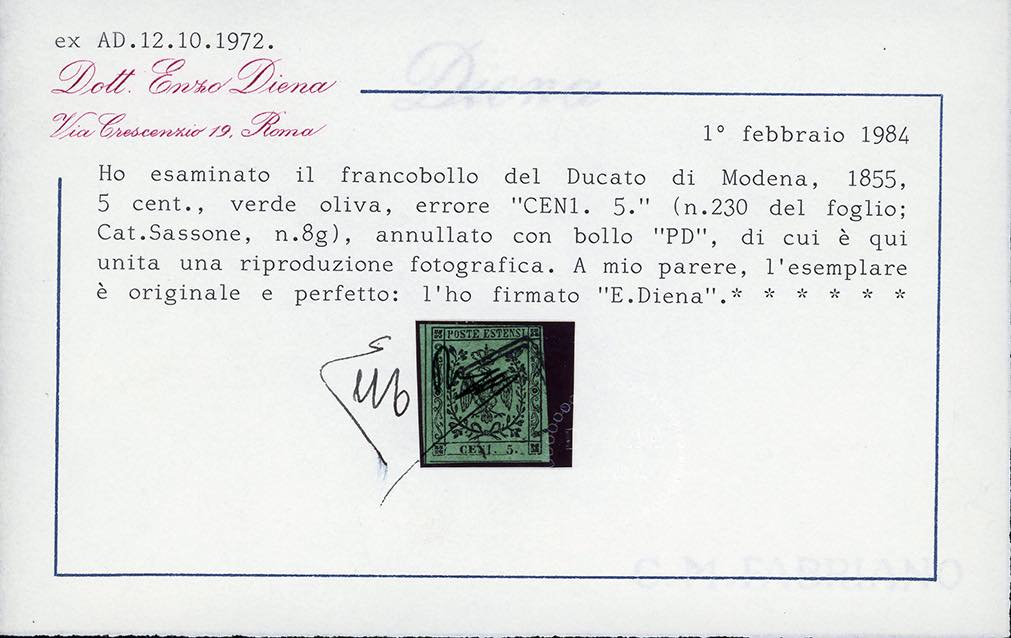 ex AD.12.10.1972.
Dott. Enzo Diena
Via Crescenzio 19, Roma
1° febbraio 1984
Ho esaminato il francobollo del Ducato di Modena, 1855,
5 cent., verde oliva, errore "CEN1. 5." (n.230 del foglio;
Cat.Sassone, n.8g), annullato con bollo "PD", di cui è qui
unita una riproduzione fotografica. A mio parere, l'esemplare
è originale e perfetto: l'ho firmato "E.Diena".* * * * * *
POSTE ESTENSI
CEN1. 5.
Diena
C. M. FABRIANO